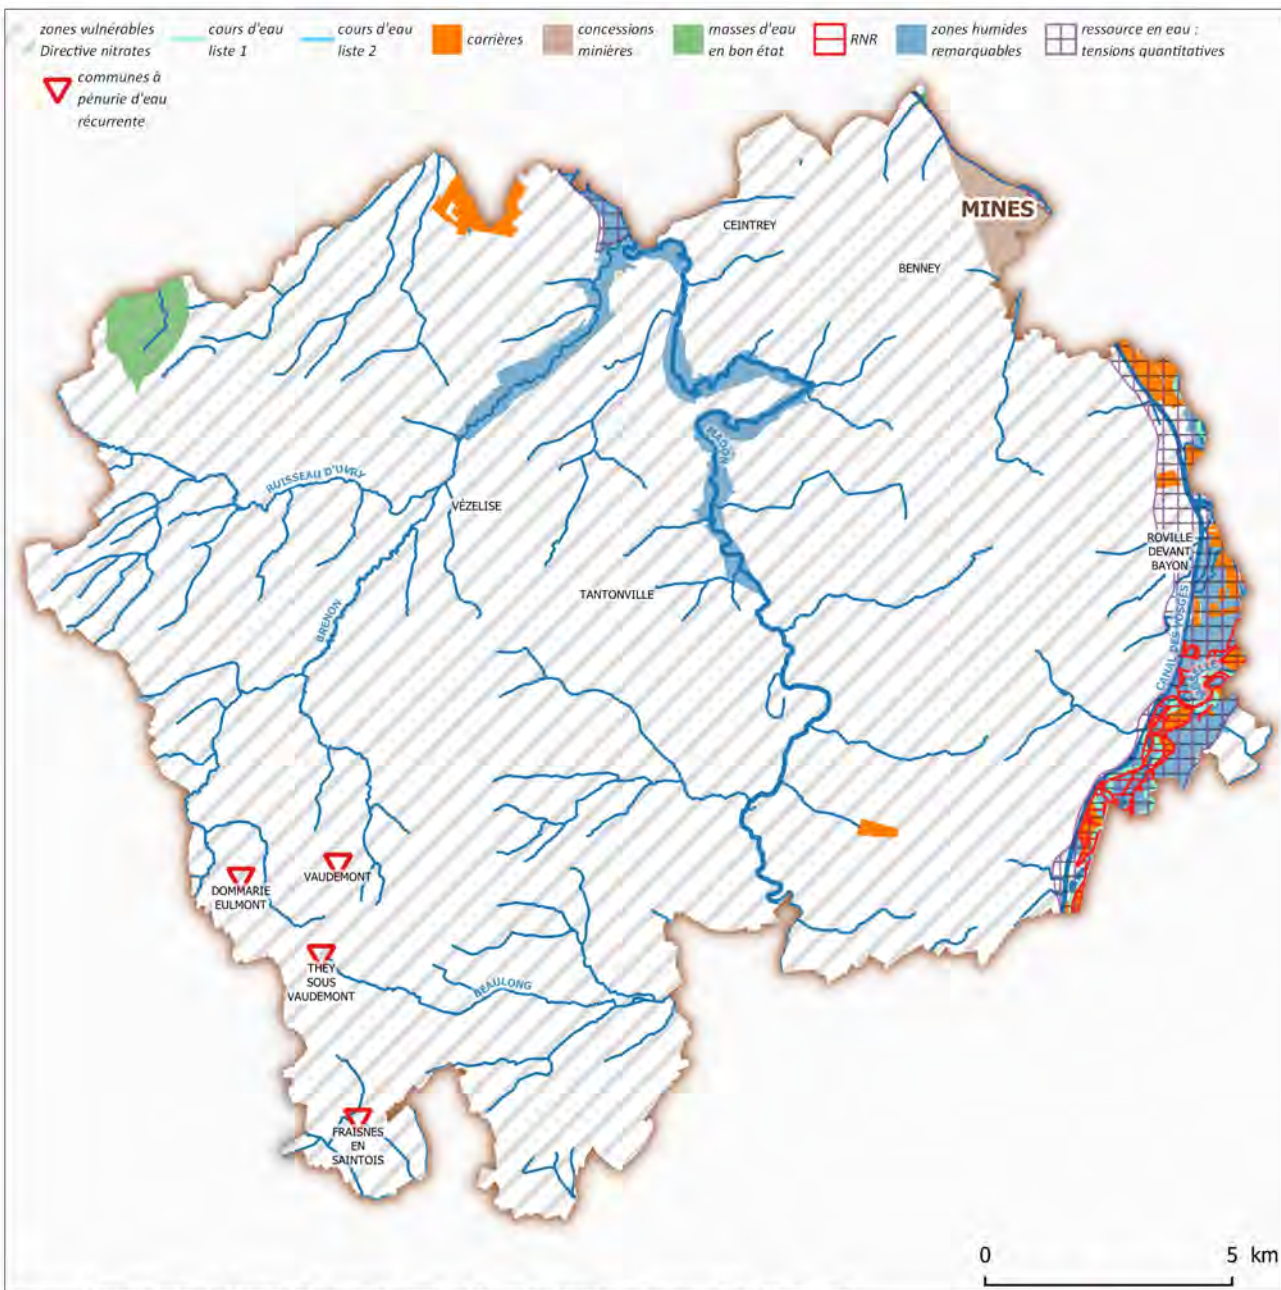 zones vulnérables
Directive nitrates
cours d'eau
liste 1
cours d'eau
liste 2
carrières
concessions
minières
masses d'eau
en bon état
RNR
zones humides
remarquables
ressource en eau :
tensions quantitatives
communes à
pénurie d'eau
récurrente
MINES
CEINTREY
BENNEY
MADON
RUISSEAU D'UVRY
VÉZELISE
ROVILLE
DEVANT
BAYON
TANTONVILLE
BRENON
CANAL DES VOSGES
VAUDEMONT
DOMMARIE
EULMONT
THEY
SOUS
VAUDEMONT
BEAULONG
FRAISNES
EN
SAINTOIS
0
5 km